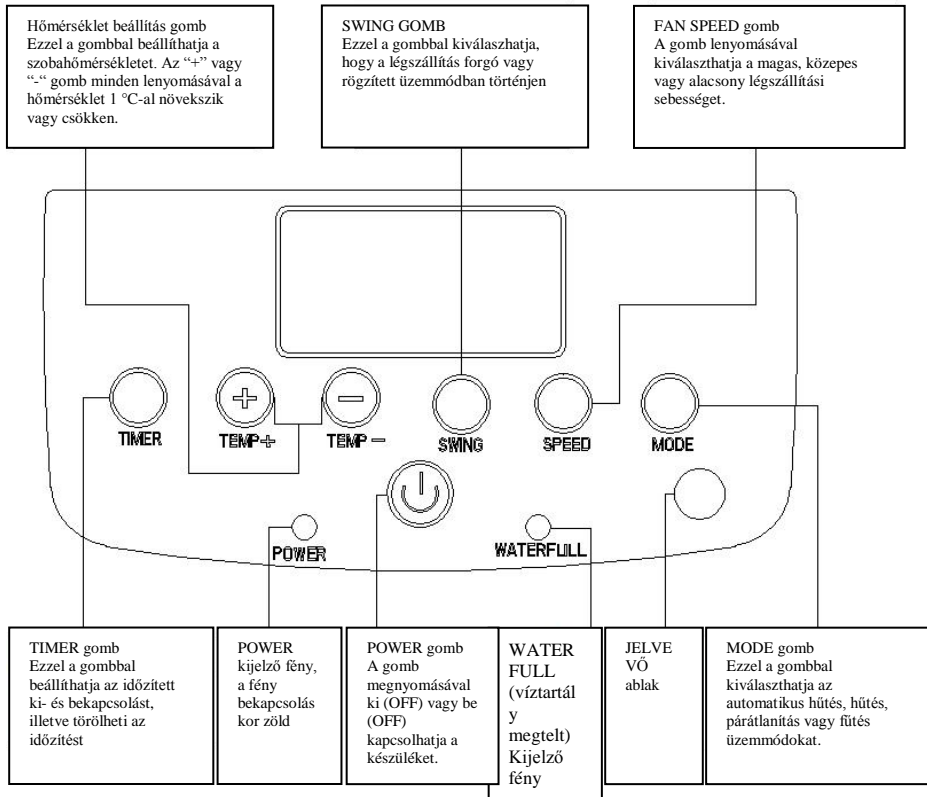 Hőmérséklet beállítás gomb
Ezzel a gombbal beállíthatja a
szobahőmérsékletet. Az “+” vagy
“-“ gomb minden lenyomásával a
hőmérséklet 1 °C-al növekszik
vagy csökken.
SWING GOMB
Ezzel a gombbal kiválaszhatja,
hogy a légszállítás forgó vagy
rögzített üzemmódban történjen
FAN SPEED gomb
A gomb lenyomásával
kiválaszthatja a magas, közepes
vagy alacsony légszállítási
sebességet.
TIMER
TEMP+
TEMP-
SWING
SPEED
MODE
POWER
WATERFULL
TIMER gomb
Ezzel a gombbal
beállíthatja az időzített
ki- és bekapcsolást,
illetve törölheti az
időzítést
POWER
kijelző fény,
a fény
bekapcsolás
kor zöld
POWER gomb
A gomb
megnyomásával
ki (OFF) vagy be
(OFF)
kapcsolhatja a
készüléket.
WATER
FULL
(víztartál
y
megtelt)
Kijelző
fény
JELVE
VŐ
ablak
MODE gomb
Ezzel a gombbal
kiválaszthatja az
automatikus hűtés, hűtés,
párátlanítás vagy fűtés
üzemmódokat.